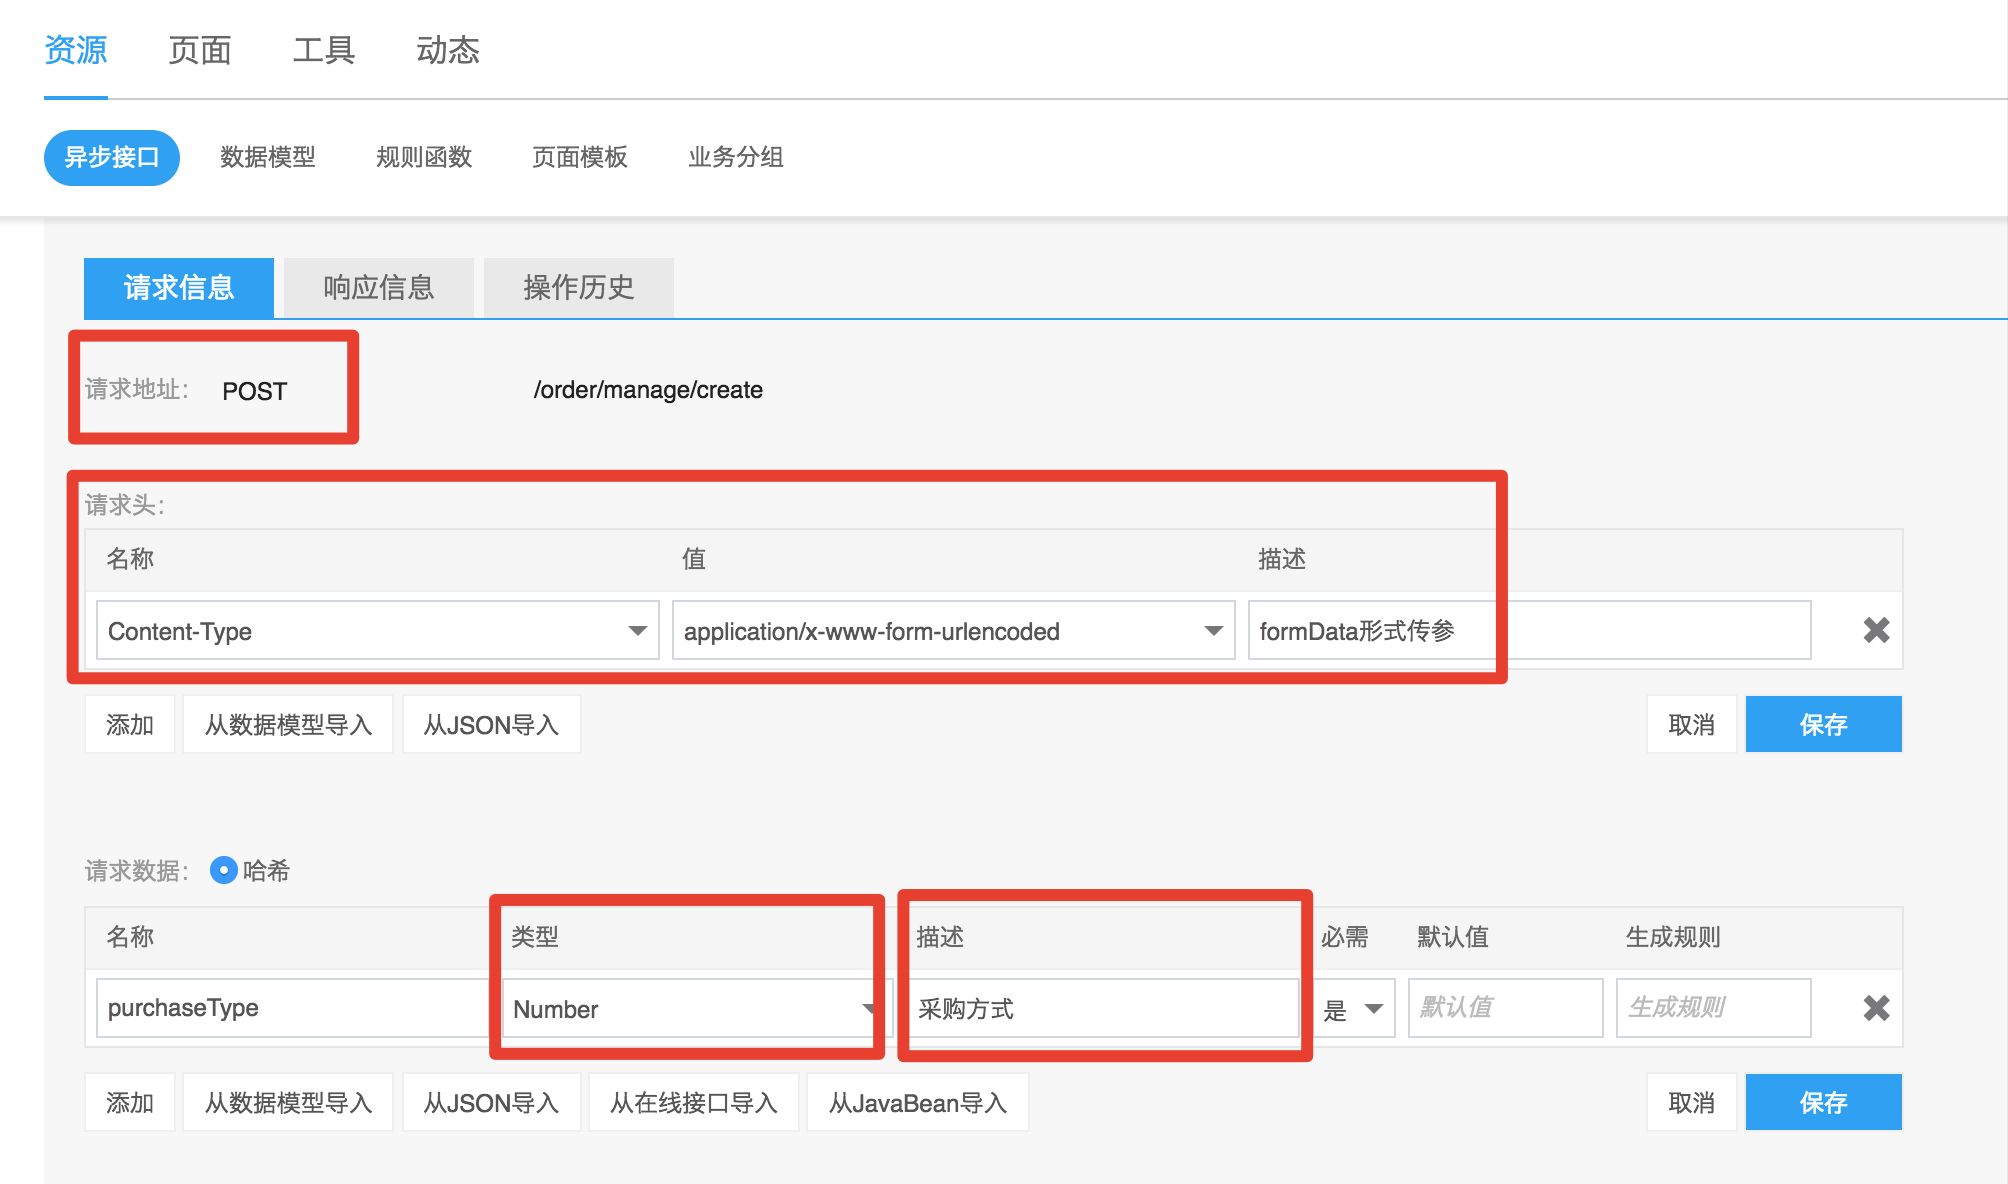 资源 页面 工具 动态
异步接口 数据模型 规则函数 页面模板 业务分组
请求信息 响应信息 操作历史
请求地址： POST /order/manage/create
请求头：
名称 值 描述
Content-Type application/x-www-form-urlencoded formData形式传参
添加 从数据模型导入 从JSON导入 取消 保存
请求数据： 哈希
名称 类型 描述 必需 默认值 生成规则
purchaseType Number 采购方式 是 默认值 生成规则
添加 从数据模型导入 从JSON导入 从在线接口导入 从JavaBean导入 取消 保存